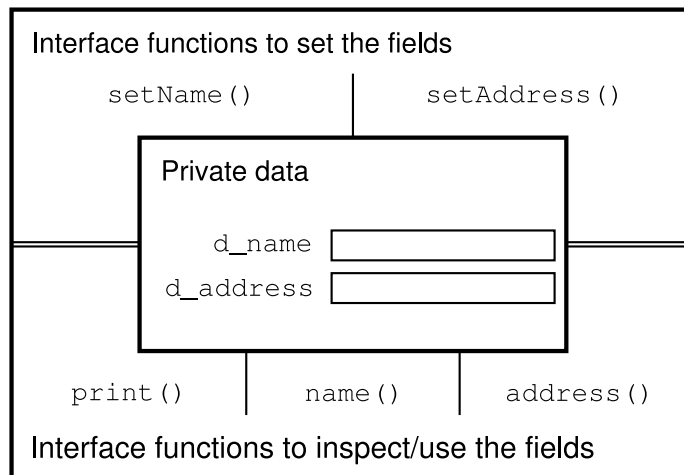 Interface functions to set the fields
setName() setAddress()
Private data
d_name
d_address
print() name() address()
Interface functions to inspect/use the fields